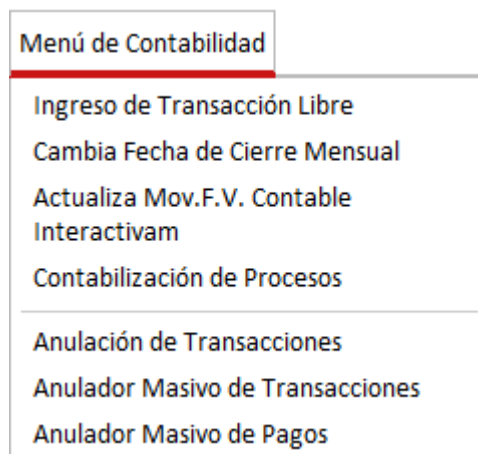 Menú de Contabilidad
Ingreso de Transacción Libre
Cambia Fecha de Cierre Mensual
Actualiza Mov.F.V. Contable
Interactivam
Contabilización de Procesos
Anulación de Transacciones
Anulador Masivo de Transacciones
Anulador Masivo de Pagos